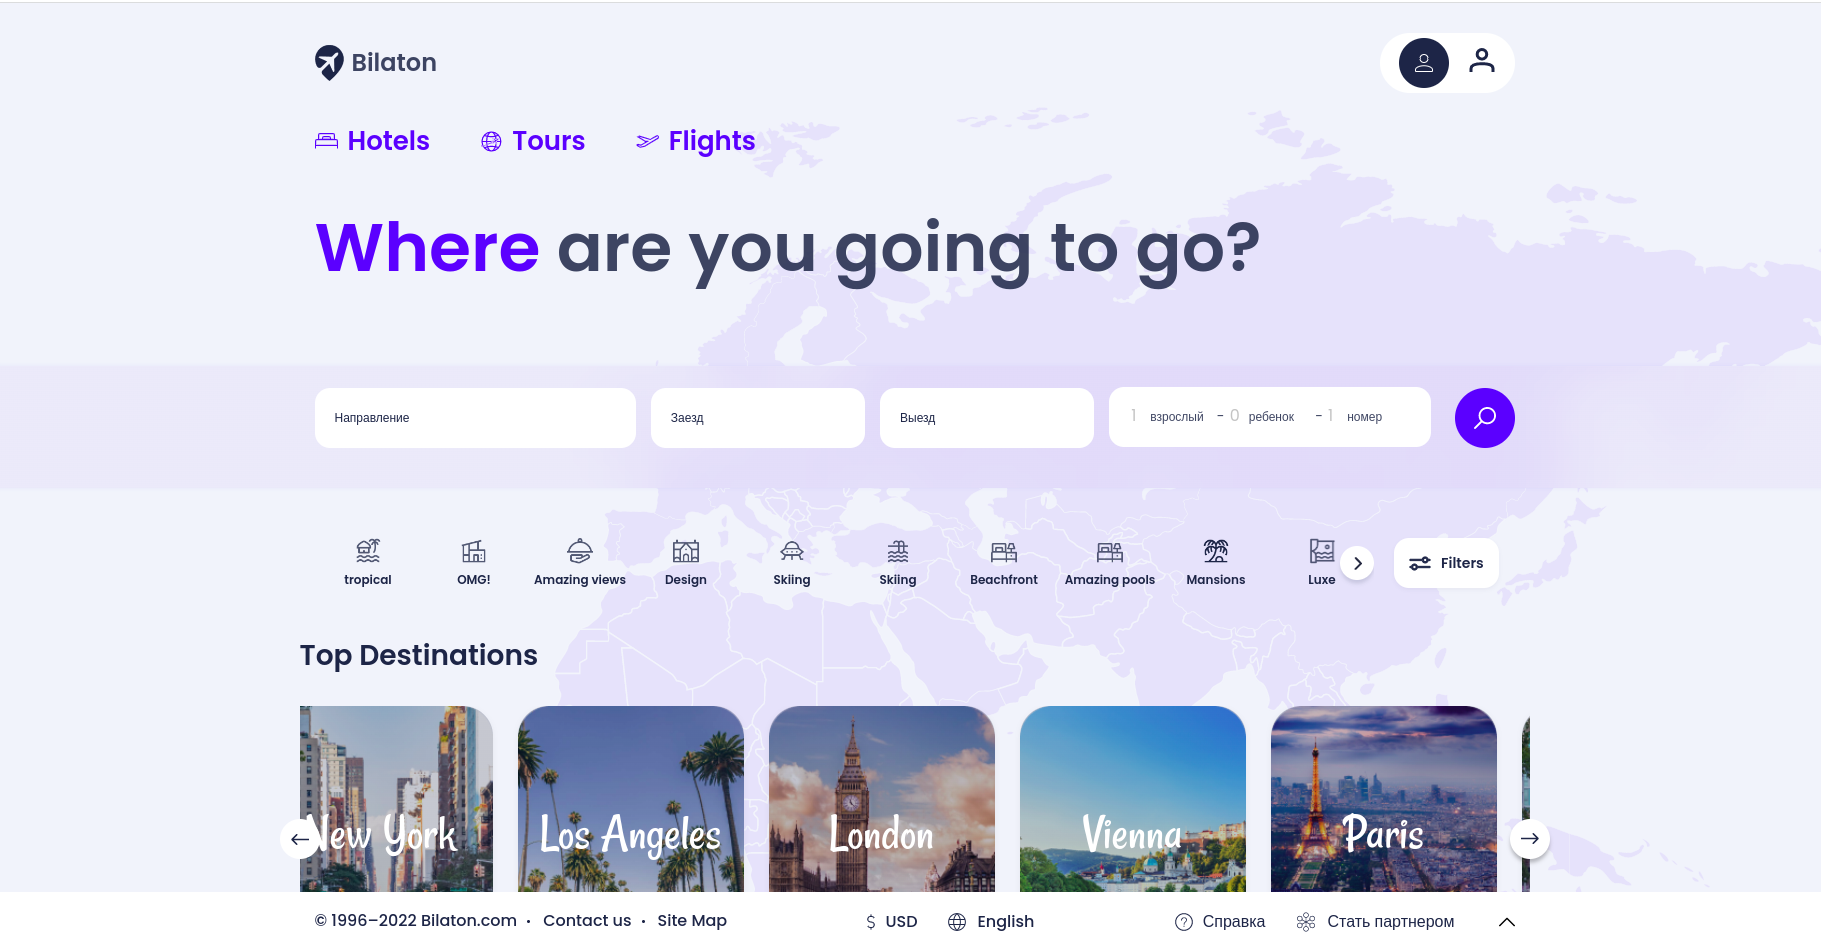 Bilaton
Hotels Tours Flights
Where are you going to go?
Направление Заезд Выезд 1 взрослый - 0 ребенок - 1 номер
tropical OMG! Amazing views Design Skiing Skiing Beachfront Amazing pools Mansions Luxe Filters
Top Destinations
New York Los Angeles London Vienna Paris
© 1996–2022 Bilaton.com • Contact us • Site Map $ USD English Справка Стать партнером